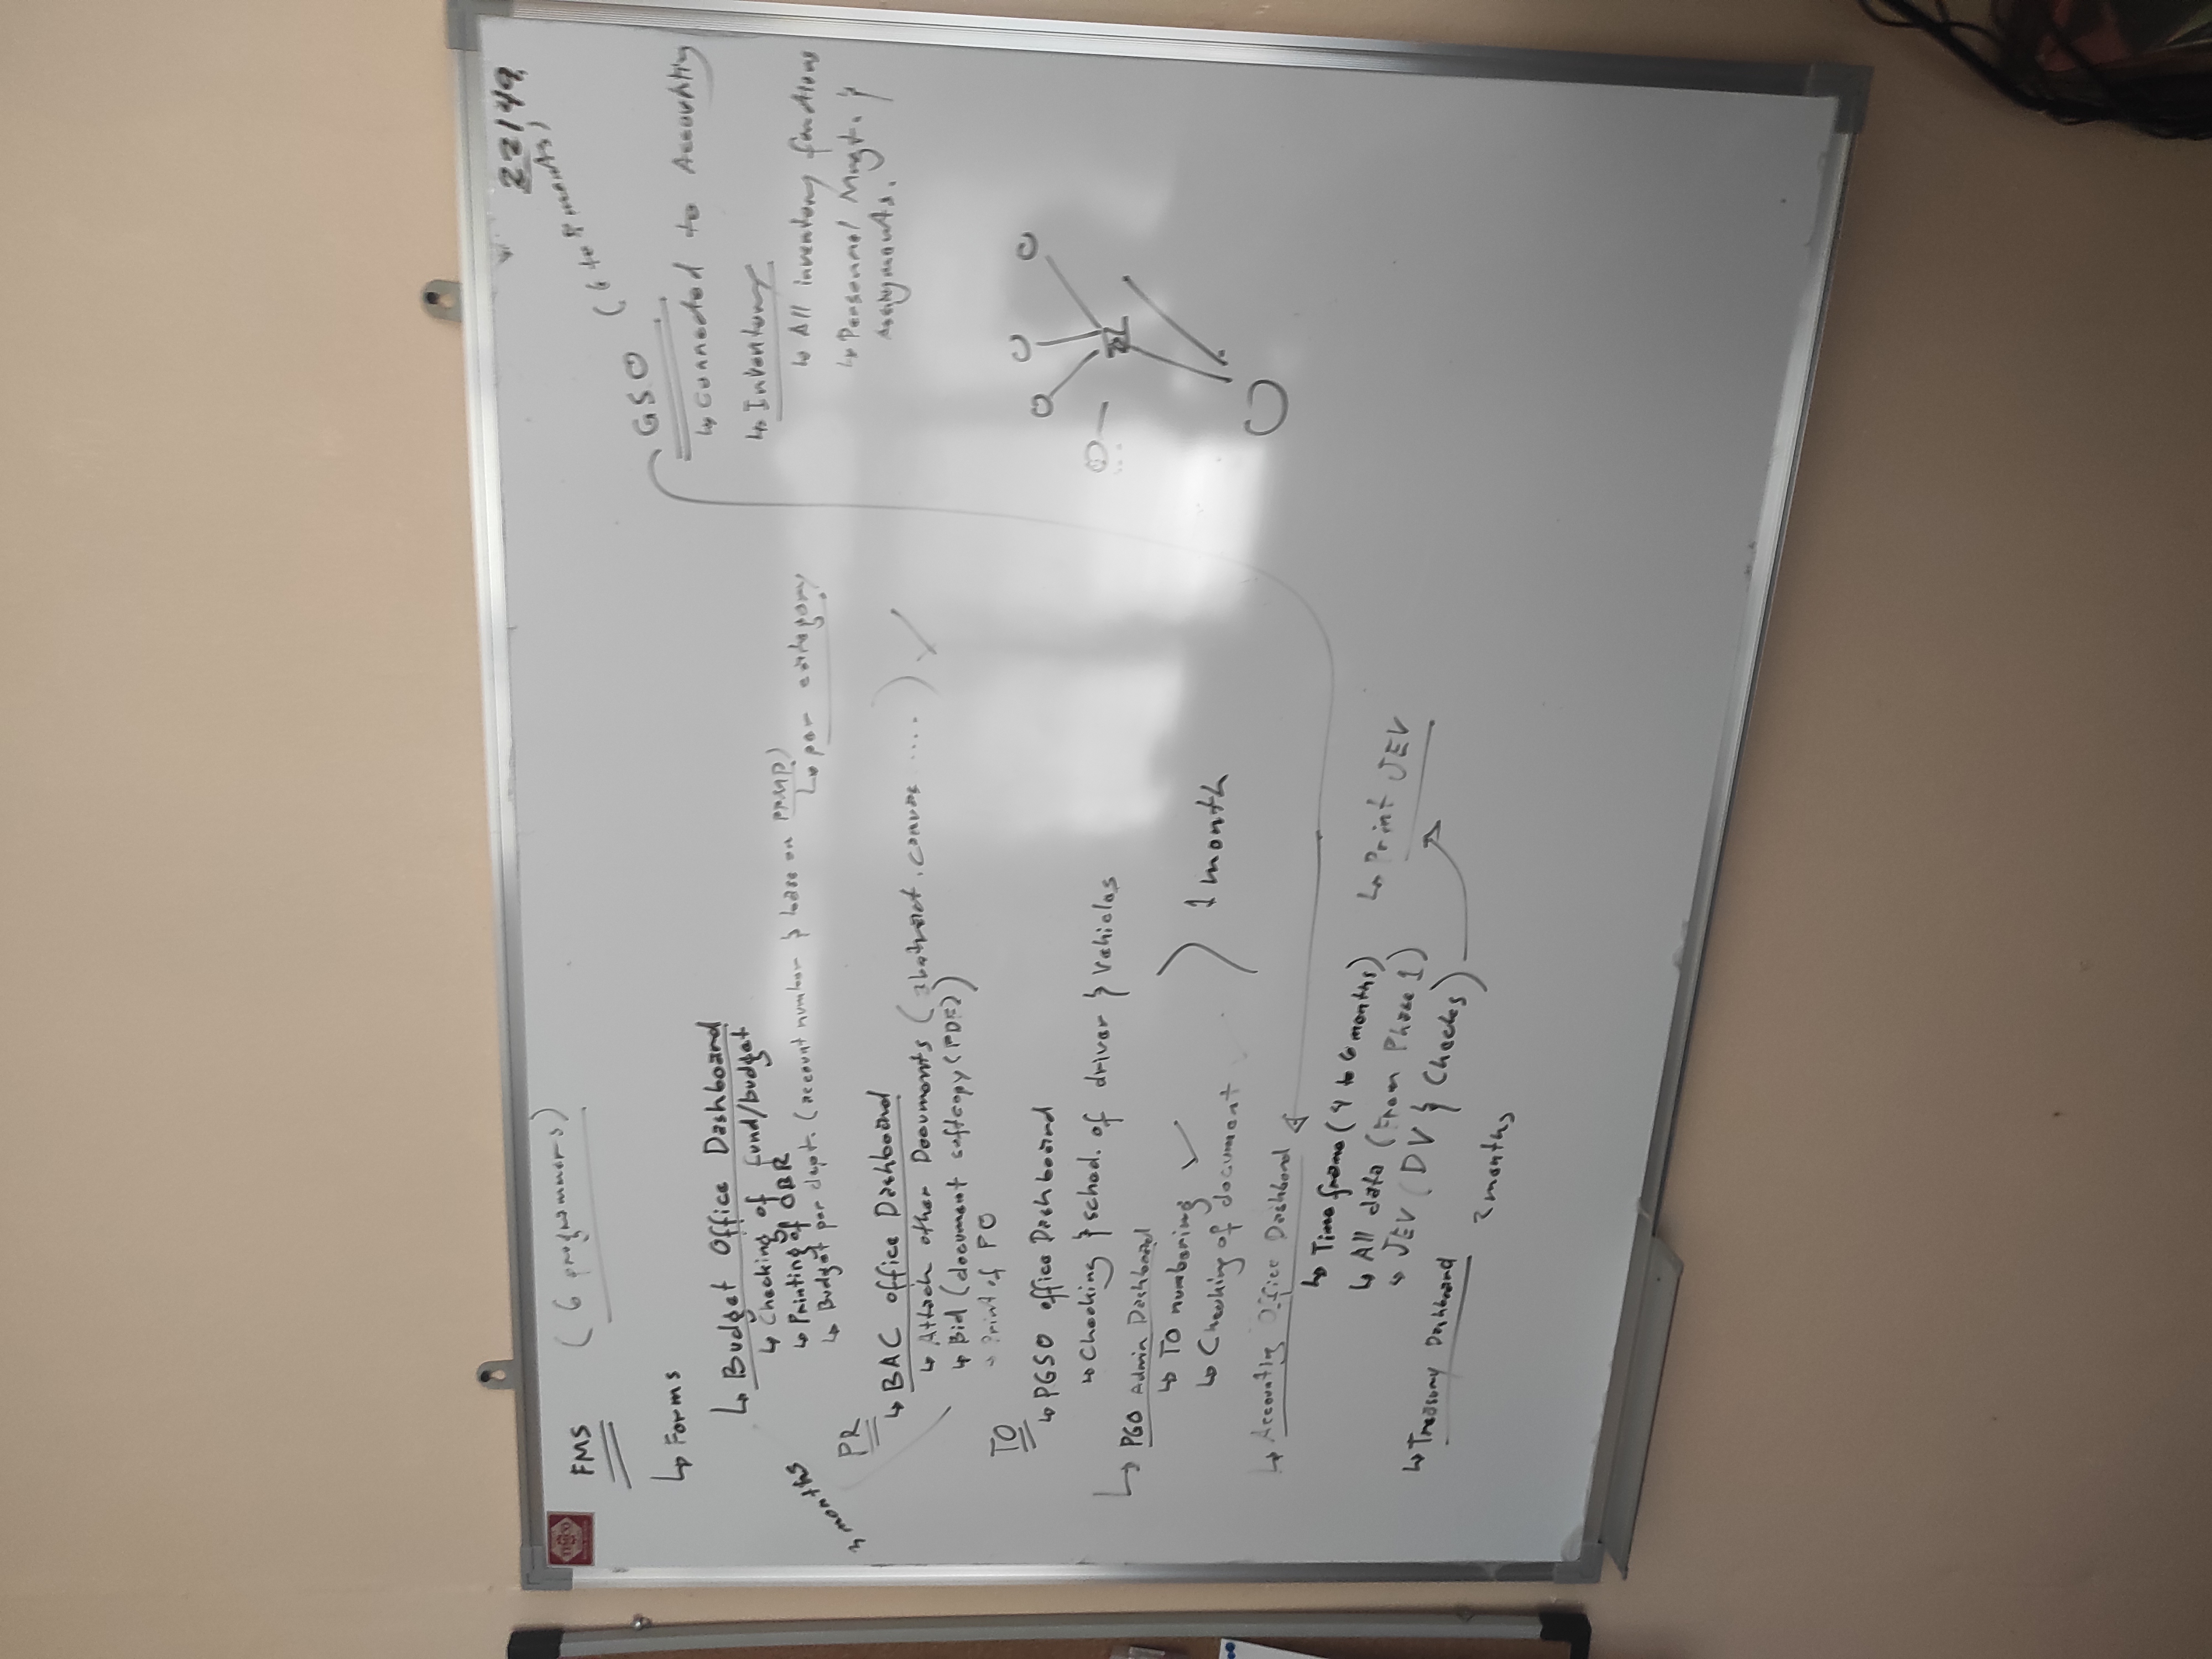 FMS (6 programmers)
↳ Forms
↳ Budget Office Dashboard
↳ Checking of fund/budget
↳ Printing of OBR
↳ Budget per dept. (account number & base on PPMP)
↳ per category
3 months
PR
↳ BAC office Dashboard
↳ Attach other Documents (abstract, canvas ....) ✓
↳ Bid (document softcopy (PDF))
↳ Print of PO
TO
↳ PGSO office Dashboard
↳ Checking & sched. of driver & vehicles
↳ PGO Admin Dashboard
↳ TO numbering ✓
↳ Checking of document
1 month
↳ Accounting Office Dashboard
↳ Time frame (4 to 6 months)
↳ All data (From Phase 1)
↳ JEV (DV & Checks)
↳ Print JEV
↳ Treasury Dashboard
2 months
22/49
GSO (6 to 8 months)
↳ Connected to Accounting
↳ Inventory
↳ All inventory functions
↳ Personnel Mngt. &
Assignments.